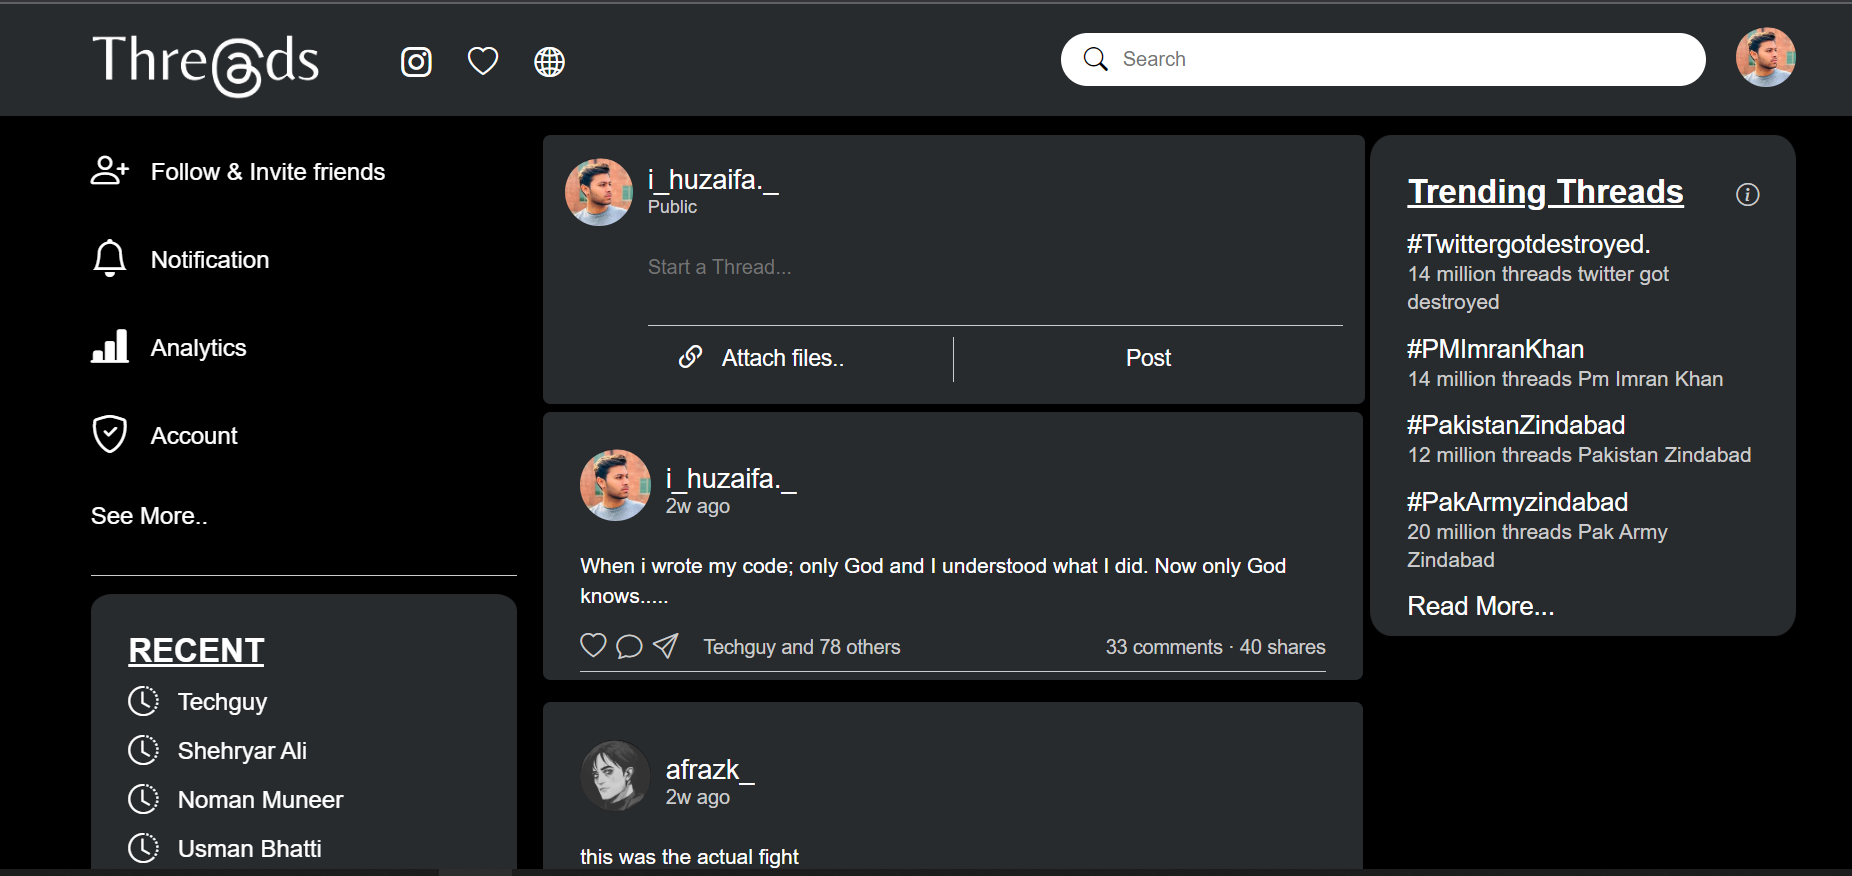 Thre@ds
Search
Follow & Invite friends
Notification
Analytics
Account
See More..
RECENT
Techguy
Shehryar Ali
Noman Muneer
Usman Bhatti
i_huzaifa._
Public
Start a Thread...
Attach files..
Post
i_huzaifa._
2w ago
When i wrote my code; only God and I understood what I did. Now only God
knows.....
Techguy and 78 others
33 comments · 40 shares
afrazk_
2w ago
this was the actual fight
Trending Threads
#Twittergotdestroyed.
14 million threads twitter got
destroyed
#PMImranKhan
14 million threads Pm Imran Khan
#PakistanZindabad
12 million threads Pakistan Zindabad
#PakArmyzindabad
20 million threads Pak Army
Zindabad
Read More...